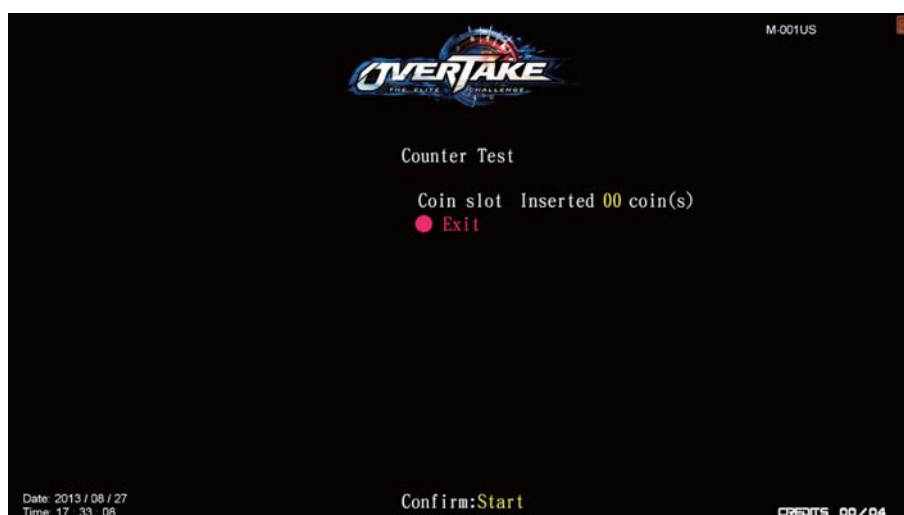 M-001US
OVERTAKE
THE ELITE CHALLENGE
Counter Test
Coin slot Inserted 00 coin(s)
Exit
Date: 2013 / 08 / 27
Time: 17 : 33 : 08
Confirm:Start
CREDITS 00/04